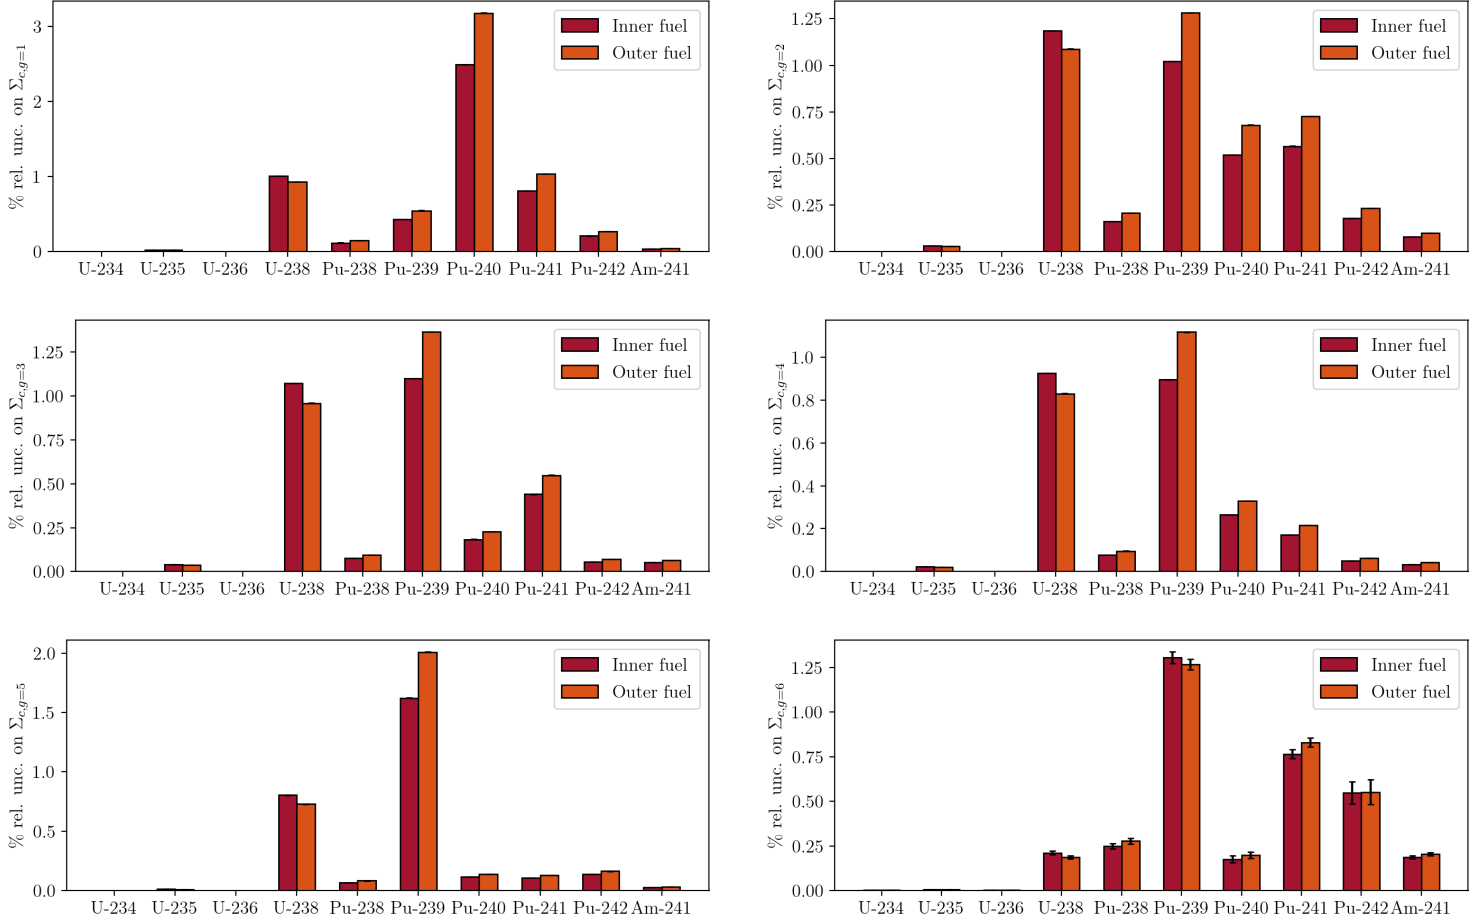 % rel. unc. on Σc,g=1
3
2
1
0
Inner fuel
Outer fuel
U-234 U-235 U-236 U-238 Pu-238 Pu-239 Pu-240 Pu-241 Pu-242 Am-241
% rel. unc. on Σc,g=2
1.25
1.00
0.75
0.50
0.25
0.00
Inner fuel
Outer fuel
U-234 U-235 U-236 U-238 Pu-238 Pu-239 Pu-240 Pu-241 Pu-242 Am-241
% rel. unc. on Σc,g=3
1.25
1.00
0.75
0.50
0.25
0.00
Inner fuel
Outer fuel
U-234 U-235 U-236 U-238 Pu-238 Pu-239 Pu-240 Pu-241 Pu-242 Am-241
% rel. unc. on Σc,g=4
1.0
0.8
0.6
0.4
0.2
0.0
Inner fuel
Outer fuel
U-234 U-235 U-236 U-238 Pu-238 Pu-239 Pu-240 Pu-241 Pu-242 Am-241
% rel. unc. on Σc,g=5
2.0
1.5
1.0
0.5
0.0
Inner fuel
Outer fuel
U-234 U-235 U-236 U-238 Pu-238 Pu-239 Pu-240 Pu-241 Pu-242 Am-241
% rel. unc. on Σc,g=6
1.25
1.00
0.75
0.50
0.25
0.00
Inner fuel
Outer fuel
U-234 U-235 U-236 U-238 Pu-238 Pu-239 Pu-240 Pu-241 Pu-242 Am-241